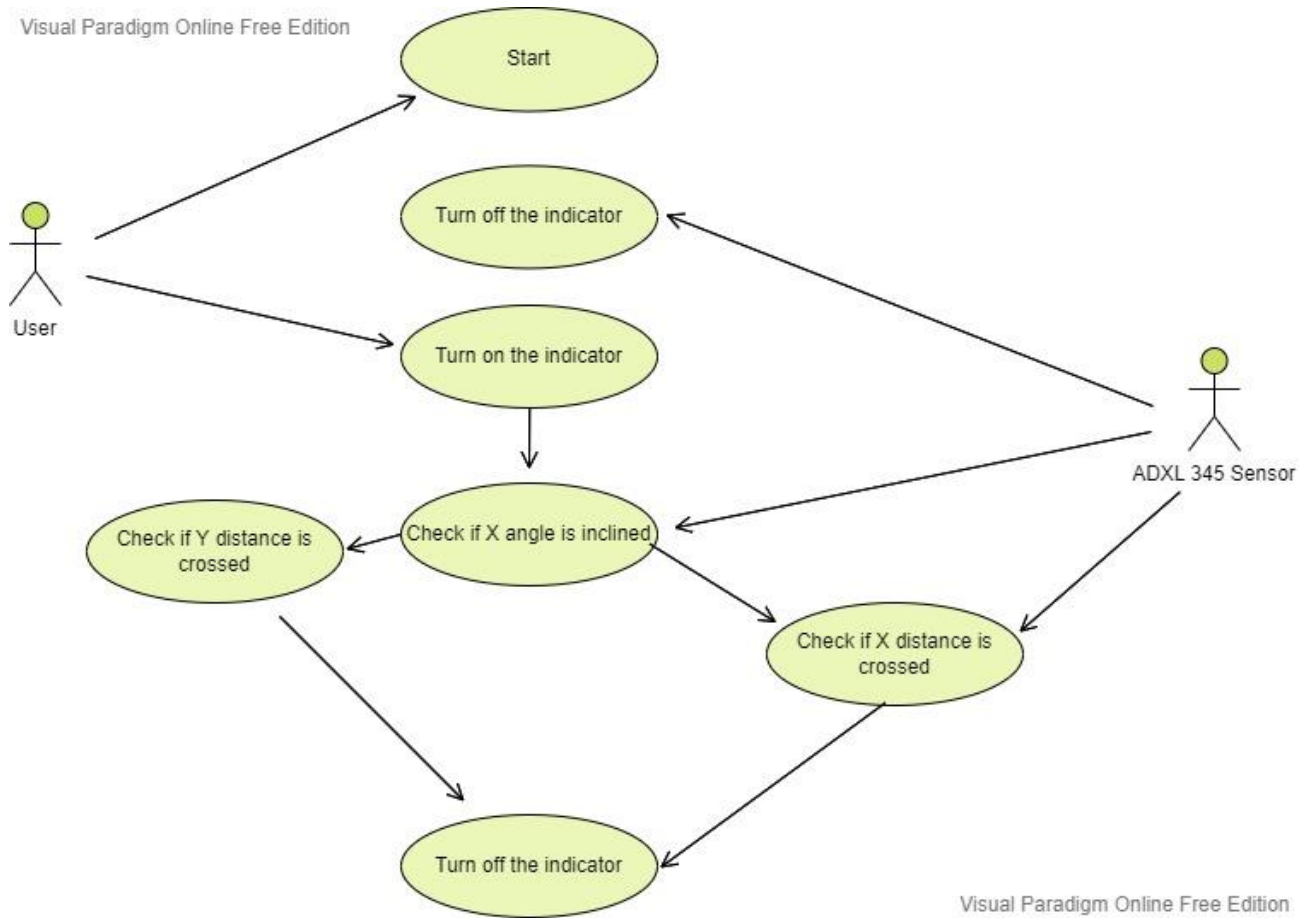 Visual Paradigm Online Free Edition
Start
Turn off the indicator
User
Turn on the indicator
ADXL 345 Sensor
Check if Y distance is
crossed
Check if X angle is inclined
Check if X distance is
crossed
Turn off the indicator
Visual Paradigm Online Free Edition